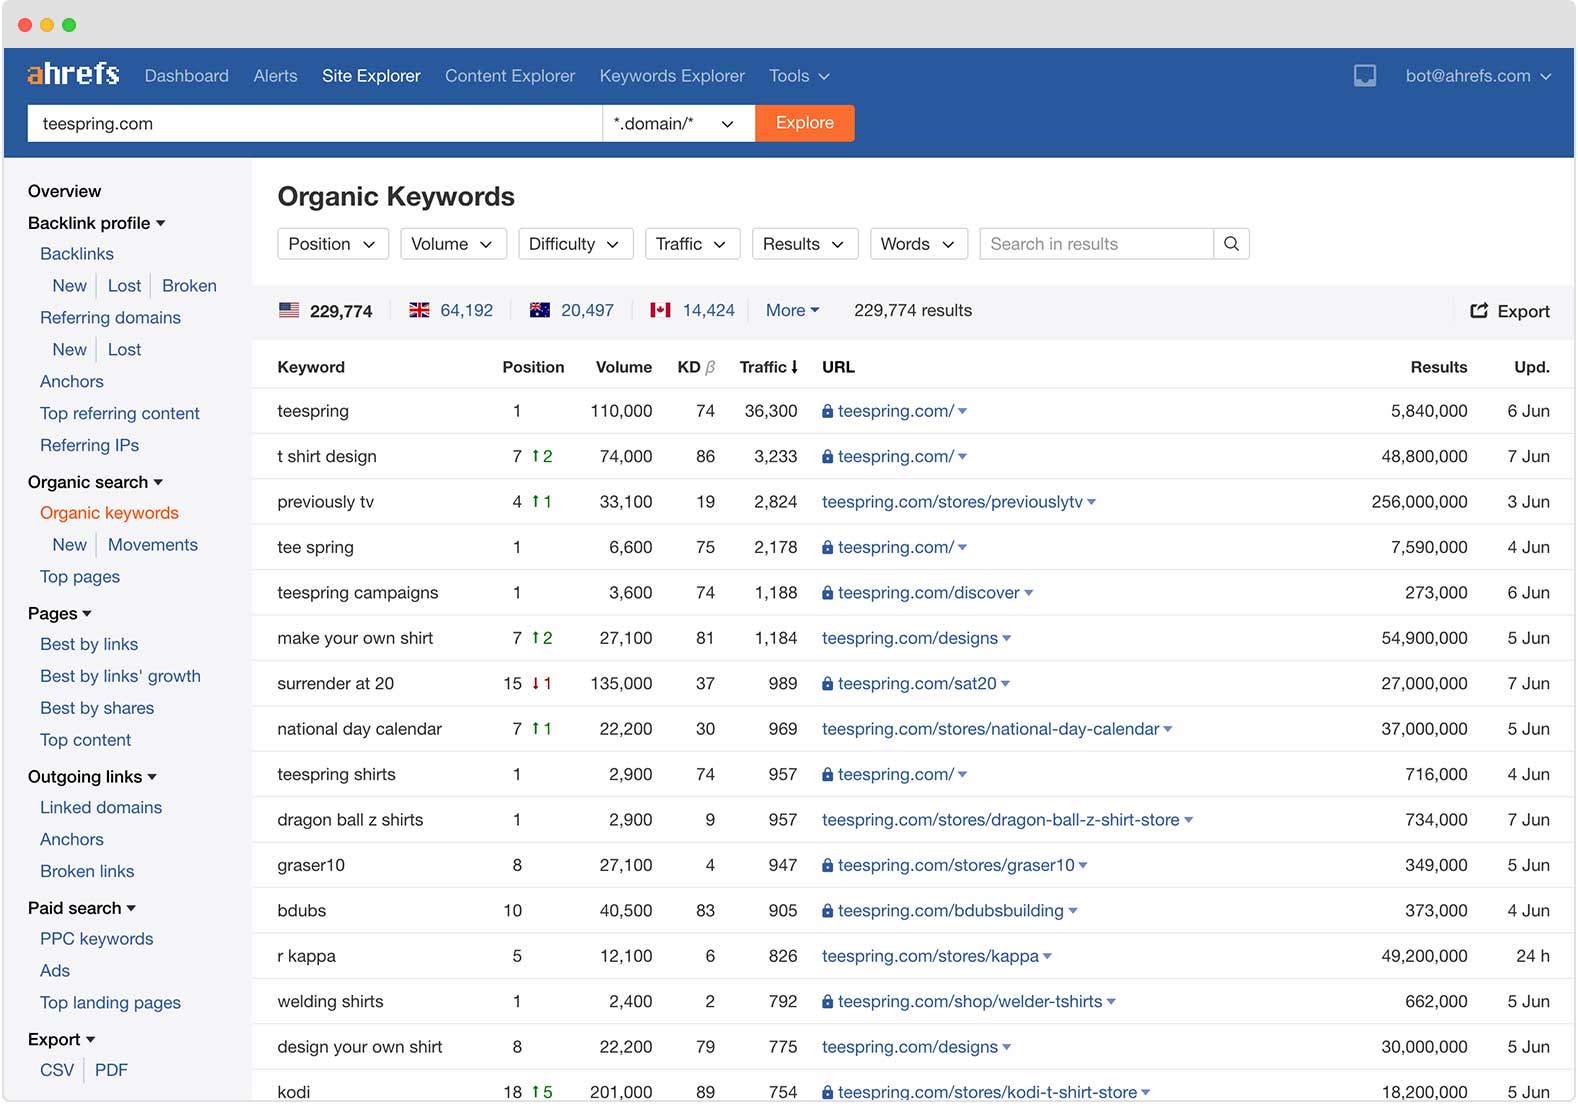 ahrefs Dashboard Alerts Site Explorer Content Explorer Keywords Explorer Tools bot@ahrefs.com
teespring.com *.domain/* Explore
Overview
Backlink profile
Backlinks
New Lost Broken
Referring domains
New Lost
Anchors
Top referring content
Referring IPs
Organic search
Organic keywords
New Movements
Top pages
Pages
Best by links
Best by links' growth
Best by shares
Top content
Outgoing links
Linked domains
Anchors
Broken links
Paid search
PPC keywords
Ads
Top landing pages
Export
CSV PDF
Organic Keywords
Position Volume Difficulty Traffic Results Words Search in results
229,774 64,192 20,497 14,424 More 229,774 results Export
Keyword Position Volume KD β Traffic↓ URL Results Upd.
teespring 1 110,000 74 36,300 teespring.com/ 5,840,000 6 Jun
t shirt design 7 ↑2 74,000 86 3,233 teespring.com/ 48,800,000 7 Jun
previously tv 4 ↑1 33,100 19 2,824 teespring.com/stores/previouslytv 256,000,000 3 Jun
tee spring 1 6,600 75 2,178 teespring.com/ 7,590,000 4 Jun
teespring campaigns 1 3,600 74 1,188 teespring.com/discover 273,000 6 Jun
make your own shirt 7 ↑2 27,100 81 1,184 teespring.com/designs 54,900,000 5 Jun
surrender at 20 15 ↓1 135,000 37 989 teespring.com/sat20 27,000,000 7 Jun
national day calendar 7 ↑1 22,200 30 969 teespring.com/stores/national-day-calendar 37,000,000 5 Jun
teespring shirts 1 2,900 74 957 teespring.com/ 716,000 4 Jun
dragon ball z shirts 1 2,900 9 957 teespring.com/stores/dragon-ball-z-shirt-store 734,000 7 Jun
graser10 8 27,100 4 947 teespring.com/stores/graser10 349,000 5 Jun
bdubs 10 40,500 83 905 teespring.com/bdubsbuilding 373,000 4 Jun
r kappa 5 12,100 6 826 teespring.com/stores/kappa 49,200,000 24 h
welding shirts 1 2,400 2 792 teespring.com/shop/welder-tshirts 662,000 5 Jun
design your own shirt 8 22,200 79 775 teespring.com/designs 30,000,000 5 Jun
kodi 18 ↑5 201,000 89 754 teespring.com/stores/kodi-t-shirt-store 18,200,000 5 Jun